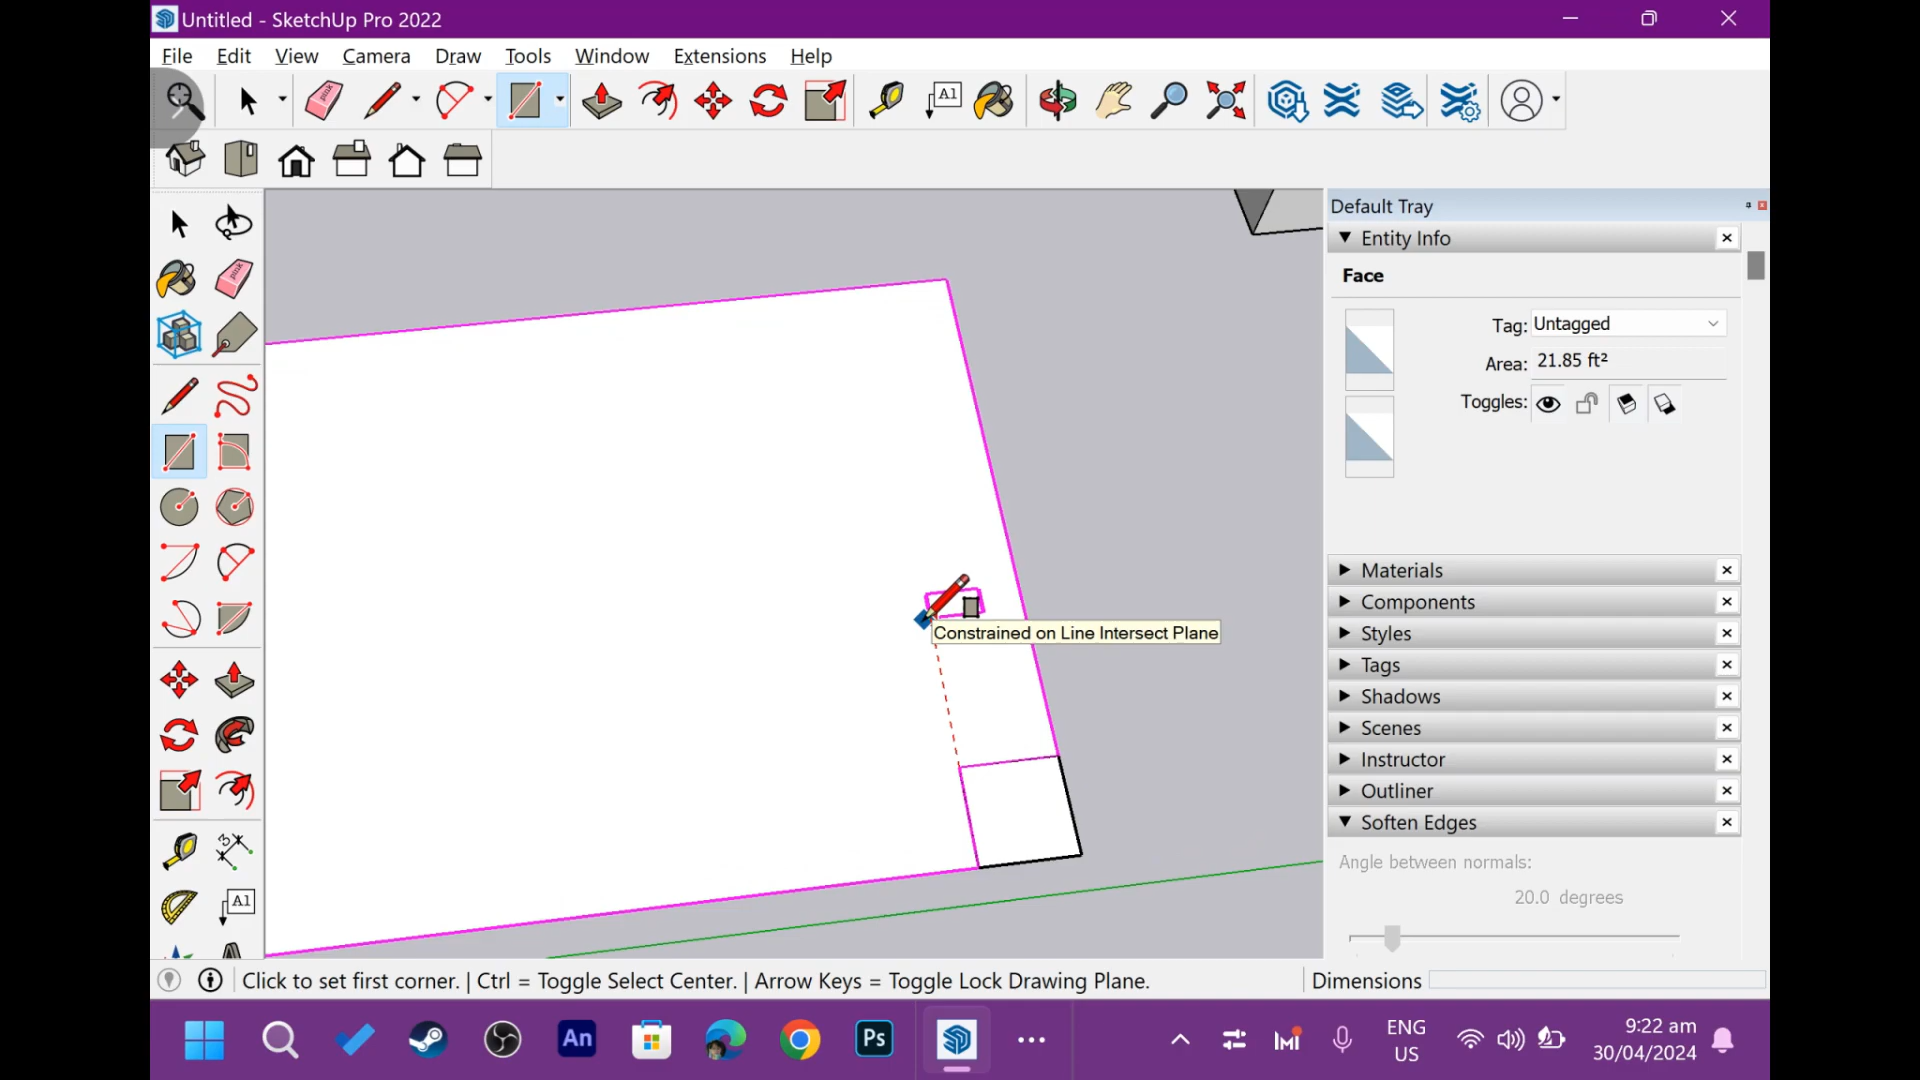 Untitled - SketchUp Pro 2022
File Edit View Camera Draw Tools Window Extensions Help
A1
Default Tray
Entity Info
Face
Tag: Untagged
Area: 21.85 ft²
Toggles:
Constrained on Line Intersect Plane
Materials
Components
Styles
Tags
Shadows
Scenes
Instructor
Outliner
Soften Edges
Angle between normals:
20.0 degrees
3
A1
Click to set first corner. | Ctrl = Toggle Select Center. | Arrow Keys = Toggle Lock Drawing Plane.
Dimensions
An
Ps
ENG
US
9:22 am
30/04/2024